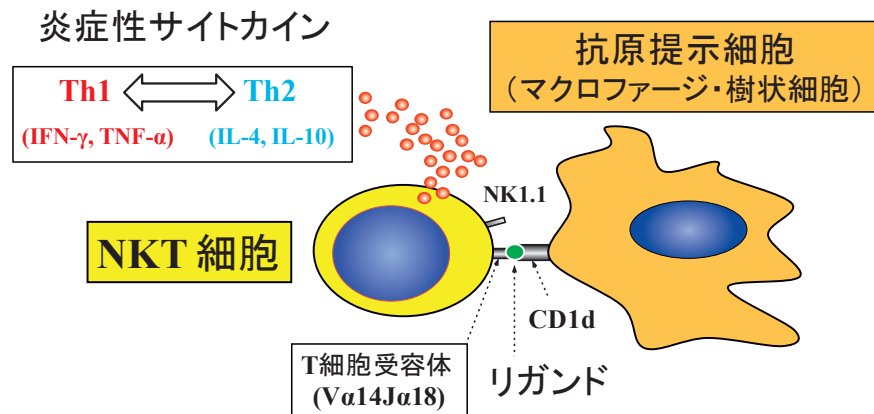 炎症性サイトカイン
Th1 Th2
(IFN-γ, TNF-α) (IL-4, IL-10)
抗原提示細胞
（マクロファージ・樹状細胞）
NK1.1
NKT 細胞
CD1d
T細胞受容体
(Vα14Jα18)
リガンド